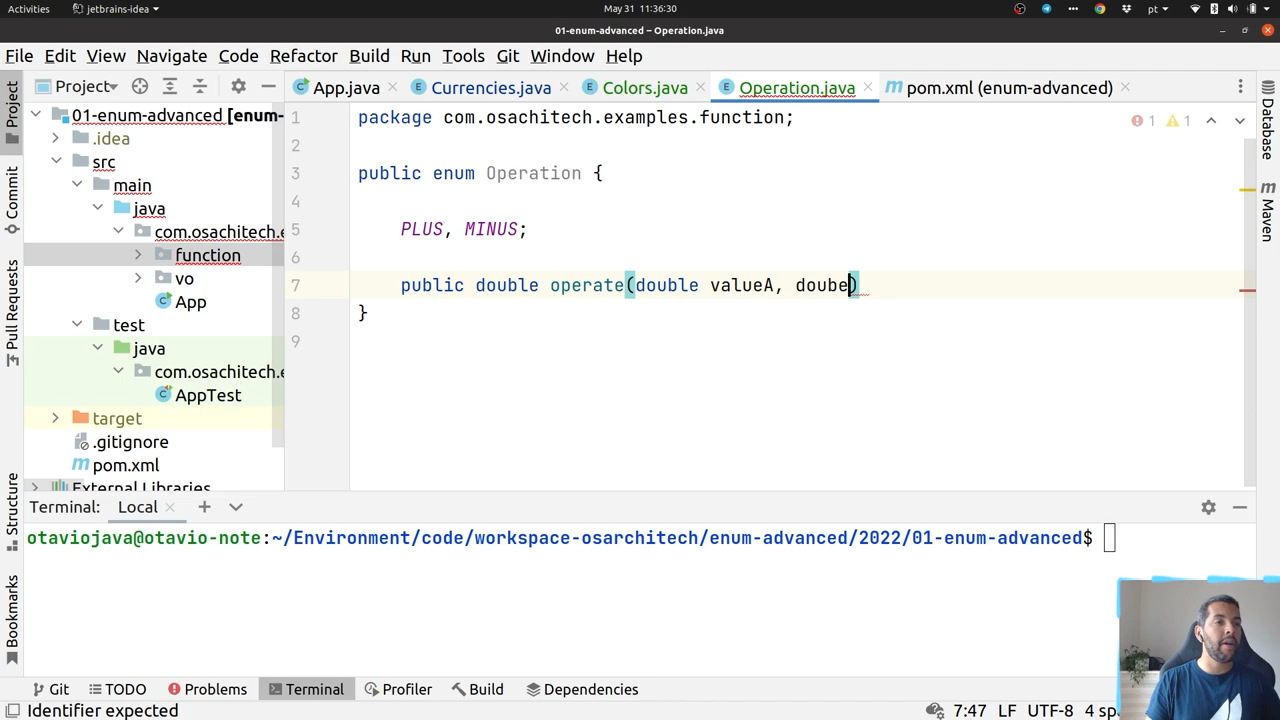 Activities
jetbrains-idea
May 31 11:36:30
pt
01-enum-advanced – Operation.java
File Edit View Navigate Code Refactor Build Run Tools Git Window Help
Project
App.java
Currencies.java
Colors.java
Operation.java
pom.xml (enum-advanced)
Project
Commit
Pull Requests
Structure
Bookmarks
01-enum-advanced [enum-
.idea
src
main
java
com.osachitech.e
function
vo
App
test
java
com.osachitech.e
AppTest
target
.gitignore
pom.xml
External Libraries
1 package com.osachitech.examples.function;
2
3 public enum Operation {
4
5 PLUS, MINUS;
6
7 public double operate(double valueA, doube)
8 }
9
1 1
Database
Maven
Terminal: Local
otaviojava@otavio-note:~/Environment/code/workspace-osarchitech/enum-advanced/2022/01-enum-advanced$
Git TODO Problems Terminal Profiler Build Dependencies
Identifier expected
7:47 LF UTF-8 4 sp